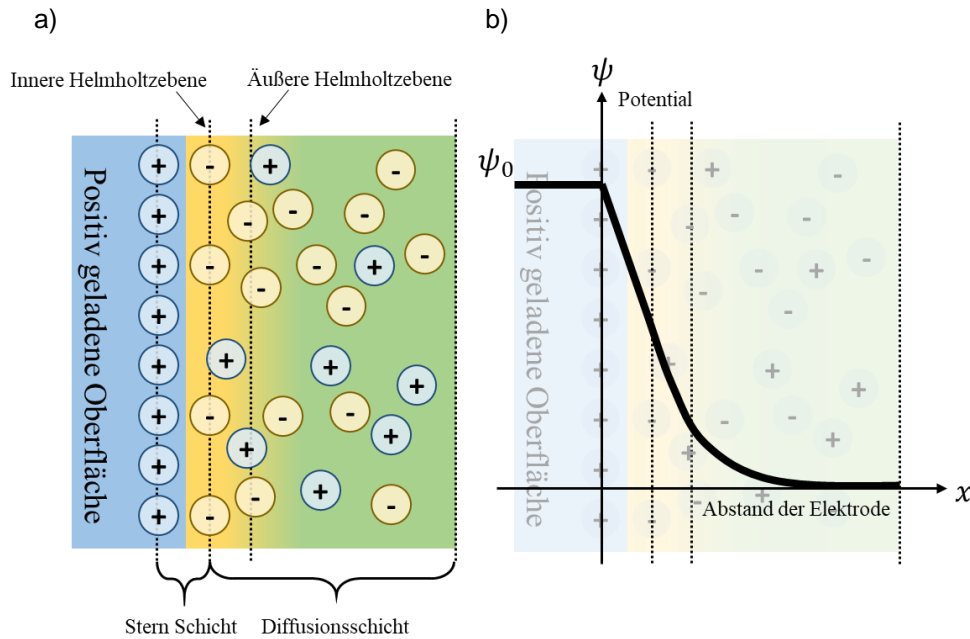 a)
Innere Helmholtzebene
Äußere Helmholtzebene
Positiv geladene Oberfläche
Stern Schicht
Diffusionsschicht
b)
ψ
Potential
ψ0
Positiv geladene Oberfläche
Abstand der Elektrode
x